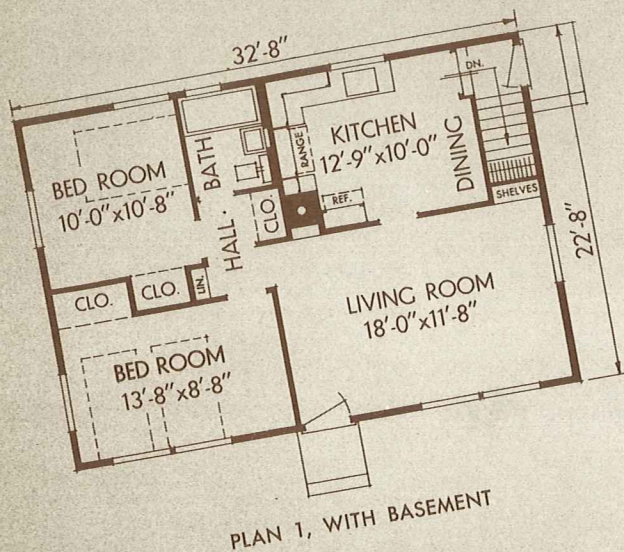 32'-8"
DN.
KITCHEN
12'-9"x10'-0"
RANGE
DINING
BATH
BED ROOM
10'-0"x10'-8"
REF.
SHELVES
CLO.
HALL.
22'-8"
CLO.
CLO.
LIN.
LIVING ROOM
18'-0"x11'-8"
BED ROOM
13'-8"x8'-8"
PLAN 1, WITH BASEMENT